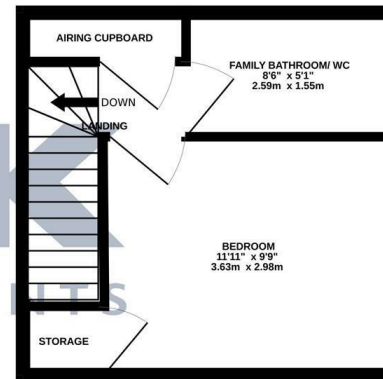 AIRING CUPBOARD
FAMILY BATHROOM/ WC
8'6" x 5'1"
2.59m x 1.55m
DOWN
LANDING
K
BEDROOM
11'11" x 9'9"
3.63m x 2.98m
NTS
STORAGE